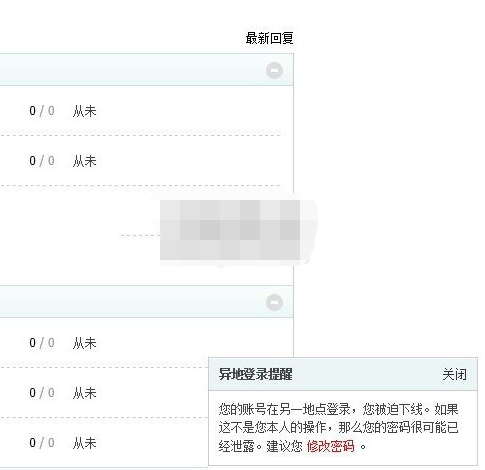 最新回复
0 / 0 从未
0 / 0 从未
0 / 0 从未
0 / 0 从未
0 / 0 从未
异地登录提醒 关闭
您的账号在另一地点登录，您被迫下线。如果
这不是您本人的操作，那么您的密码很可能已
经泄露。建议您 修改密码 。